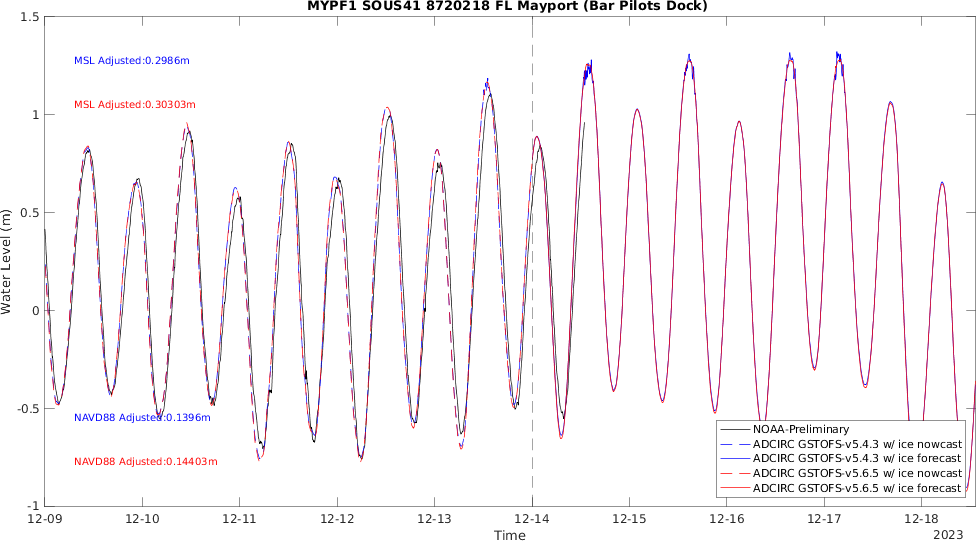 MYPF1 SOUS41 8720218 FL Mayport (Bar Pilots Dock)
1.5
MSL Adjusted:0.2986m
MSL Adjusted:0.30303m
1
0.5
Water Level (m)
0
-0.5
NAVD88 Adjusted:0.1396m
NAVD88 Adjusted:0.14403m
NOAA-Preliminary
ADCIRC GSTOFS-v5.4.3 w/ ice nowcast
ADCIRC GSTOFS-v5.4.3 w/ ice forecast
ADCIRC GSTOFS-v5.6.5 w/ ice nowcast
ADCIRC GSTOFS-v5.6.5 w/ ice forecast
-1
12-09 12-10 12-11 12-12 12-13 12-14 12-15 12-16 12-17 12-18
Time
2023